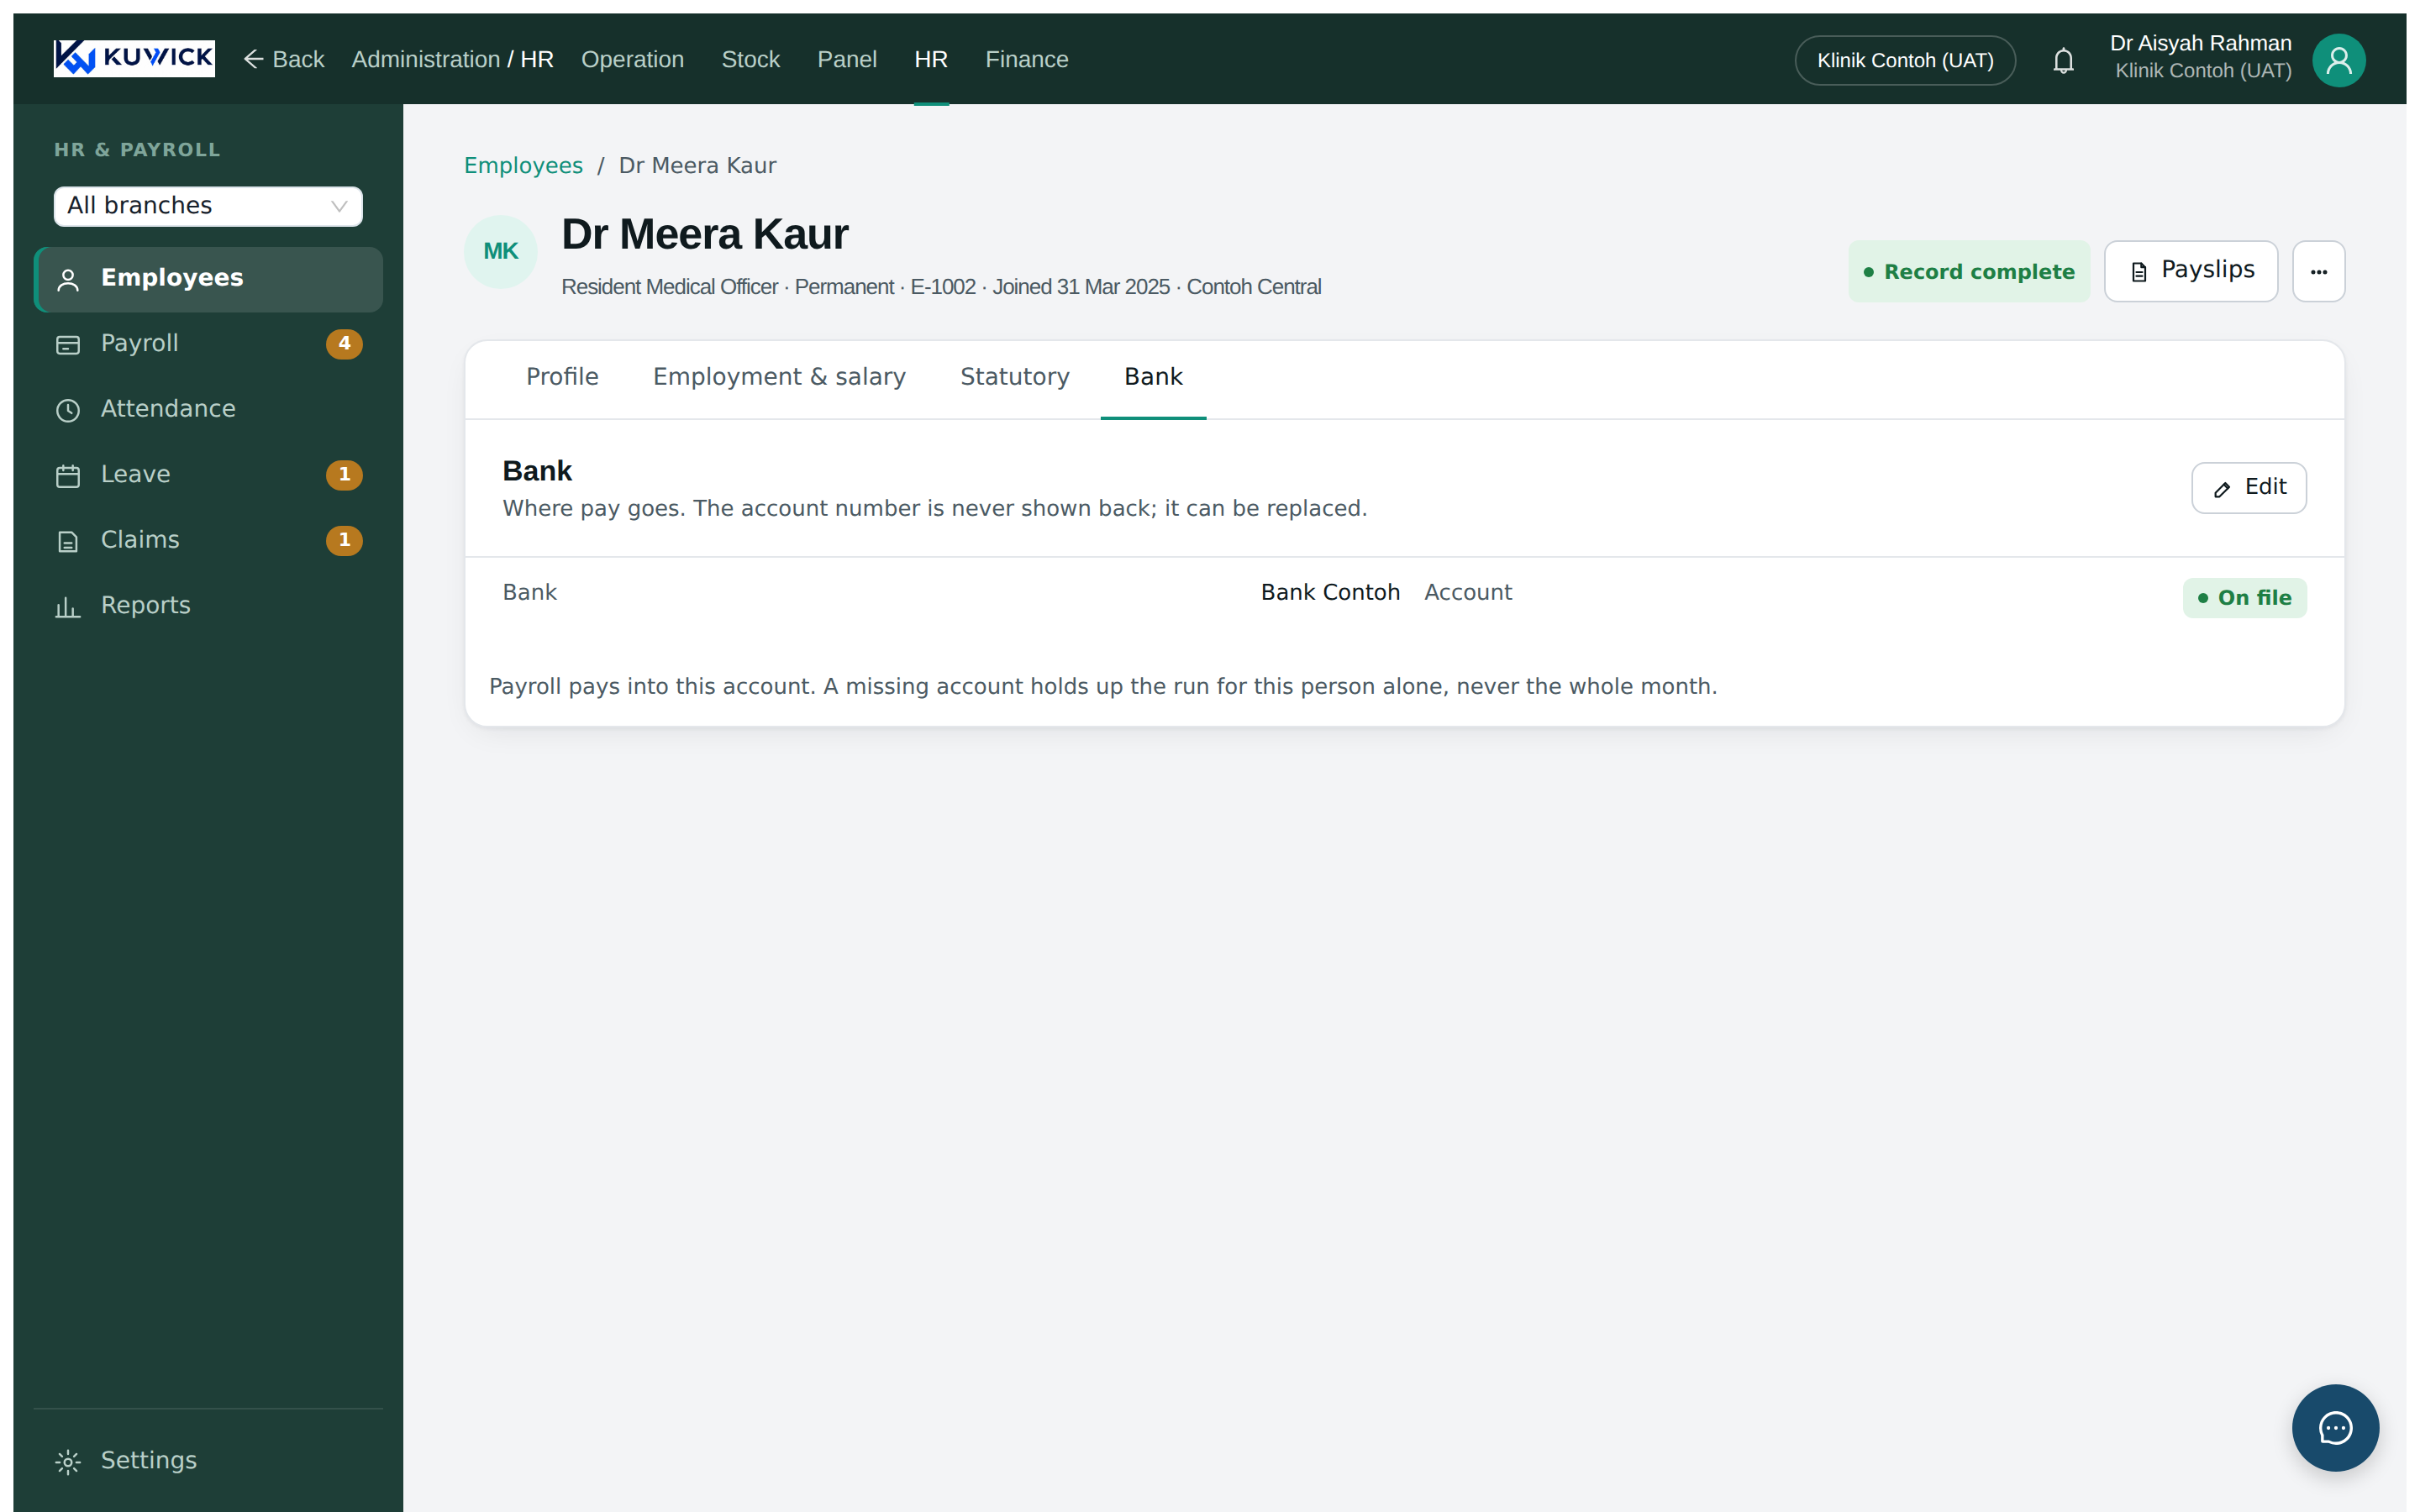 KUWICK
Back Administration / HR Operation Stock Panel HR Finance
Klinik Contoh (UAT)
Dr Aisyah Rahman
Klinik Contoh (UAT)
HR & PAYROLL
All branches
Employees
Payroll 4
Attendance
Leave 1
Claims 1
Reports
Settings
Employees / Dr Meera Kaur
MK
Dr Meera Kaur
Resident Medical Officer · Permanent · E-1002 · Joined 31 Mar 2025 · Contoh Central
Record complete
Payslips
Profile Employment & salary Statutory Bank
Bank
Where pay goes. The account number is never shown back; it can be replaced.
Edit
Bank Bank Contoh Account On file
Payroll pays into this account. A missing account holds up the run for this person alone, never the whole month.